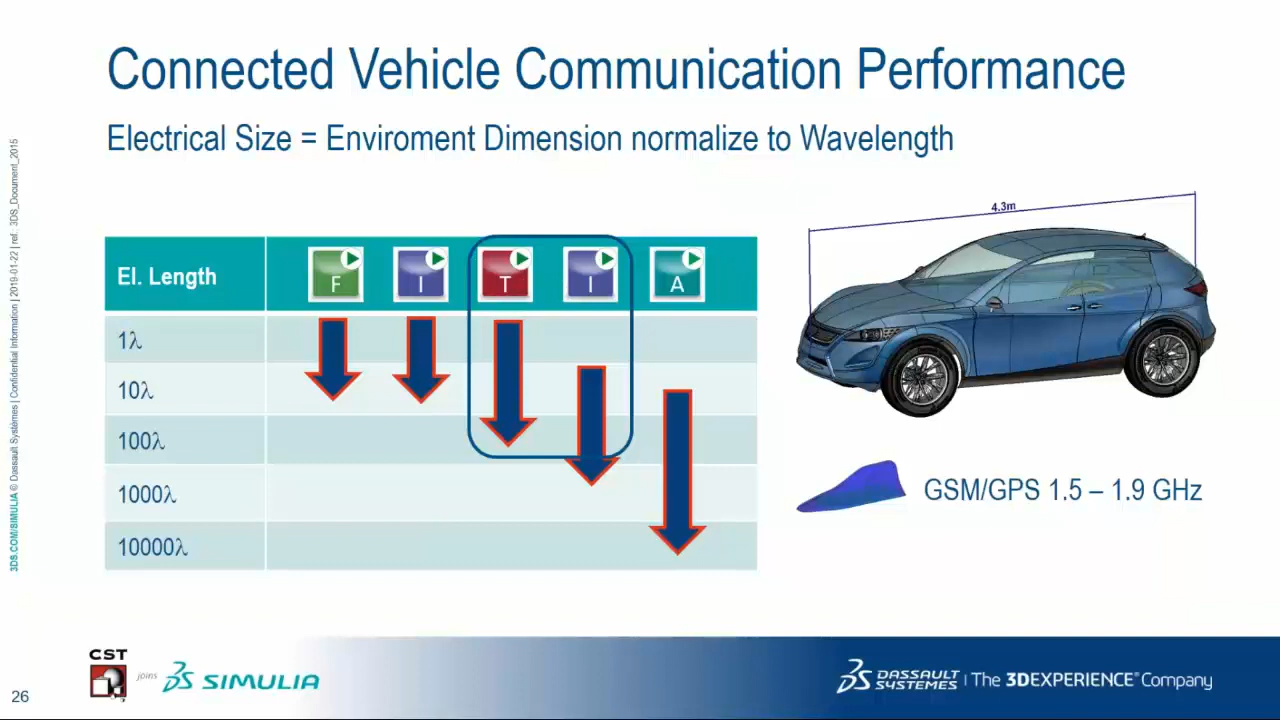 Connected Vehicle Communication Performance
Electrical Size = Enviroment Dimension normalize to Wavelength
3DS.COM/SIMULIA © Dassault Systèmes | Confidential Information | 2019-01-22 | ref.: 3DS_Document_2015
4.3m
El. Length
F I T I A
1λ
10λ
100λ
1000λ
10000λ
GSM/GPS 1.5 – 1.9 GHz
CST
joins
SIMULIA
DASSAULT SYSTEMES | The 3DEXPERIENCE® Company
26